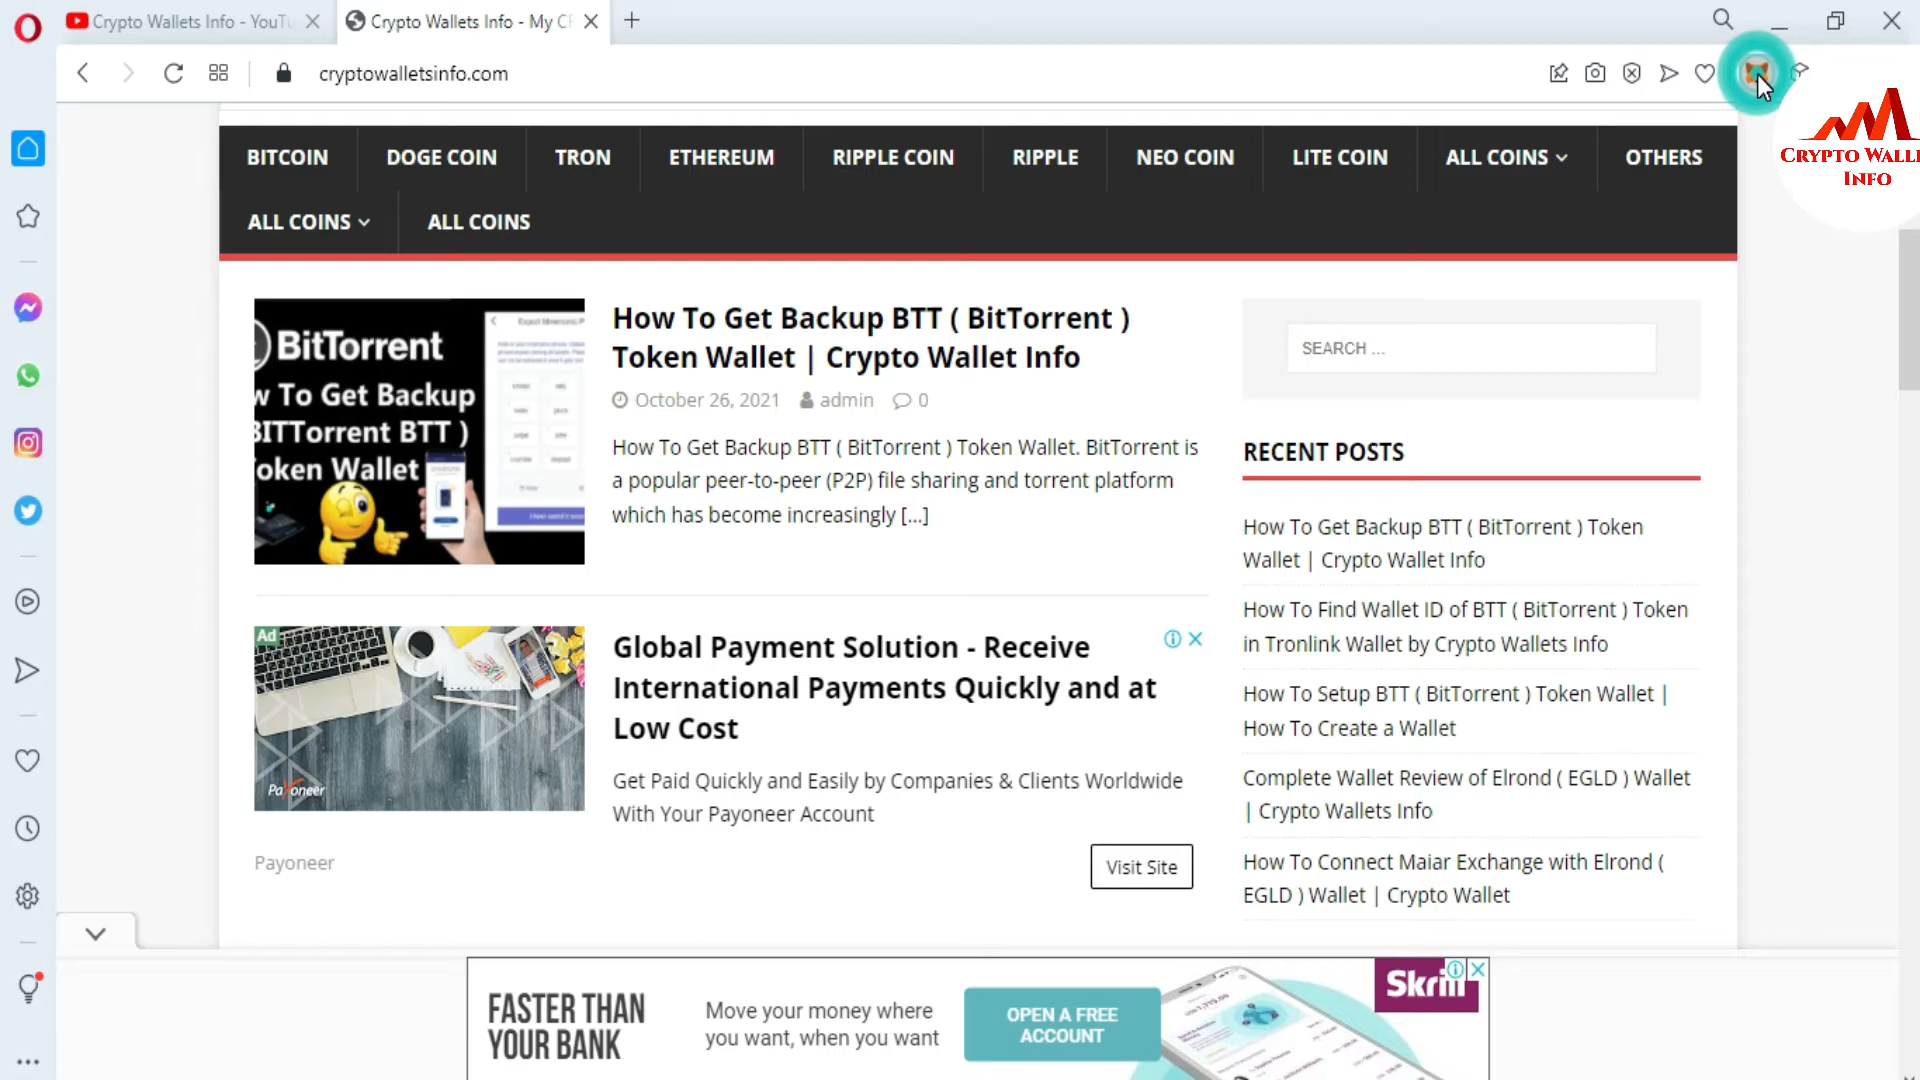 Crypto Wallets Info - YouTu
Crypto Wallets Info - My CR
cryptowalletsinfo.com
CRYPTO WALLE
INFO
BITCOIN
DOGE COIN
TRON
ETHEREUM
RIPPLE COIN
RIPPLE
NEO COIN
LITE COIN
ALL COINS
OTHERS
ALL COINS
ALL COINS
BitTorrent
w To Get Backup
BITTorrent BTT )
oken Wallet
How To Get Backup BTT ( BitTorrent )
Token Wallet | Crypto Wallet Info
October 26, 2021
admin
0
How To Get Backup BTT ( BitTorrent ) Token Wallet. BitTorrent is
a popular peer-to-peer (P2P) file sharing and torrent platform
which has become increasingly [...]
Ad
Payoneer
Global Payment Solution - Receive
International Payments Quickly and at
Low Cost
Get Paid Quickly and Easily by Companies & Clients Worldwide
With Your Payoneer Account
Payoneer
Visit Site
SEARCH ...
RECENT POSTS
How To Get Backup BTT ( BitTorrent ) Token
Wallet | Crypto Wallet Info
How To Find Wallet ID of BTT ( BitTorrent ) Token
in Tronlink Wallet by Crypto Wallets Info
How To Setup BTT ( BitTorrent ) Token Wallet |
How To Create a Wallet
Complete Wallet Review of Elrond ( EGLD ) Wallet
| Crypto Wallets Info
How To Connect Maiar Exchange with Elrond (
EGLD ) Wallet | Crypto Wallet
FASTER THAN
YOUR BANK
Move your money where
you want, when you want
OPEN A FREE
ACCOUNT
Skrill